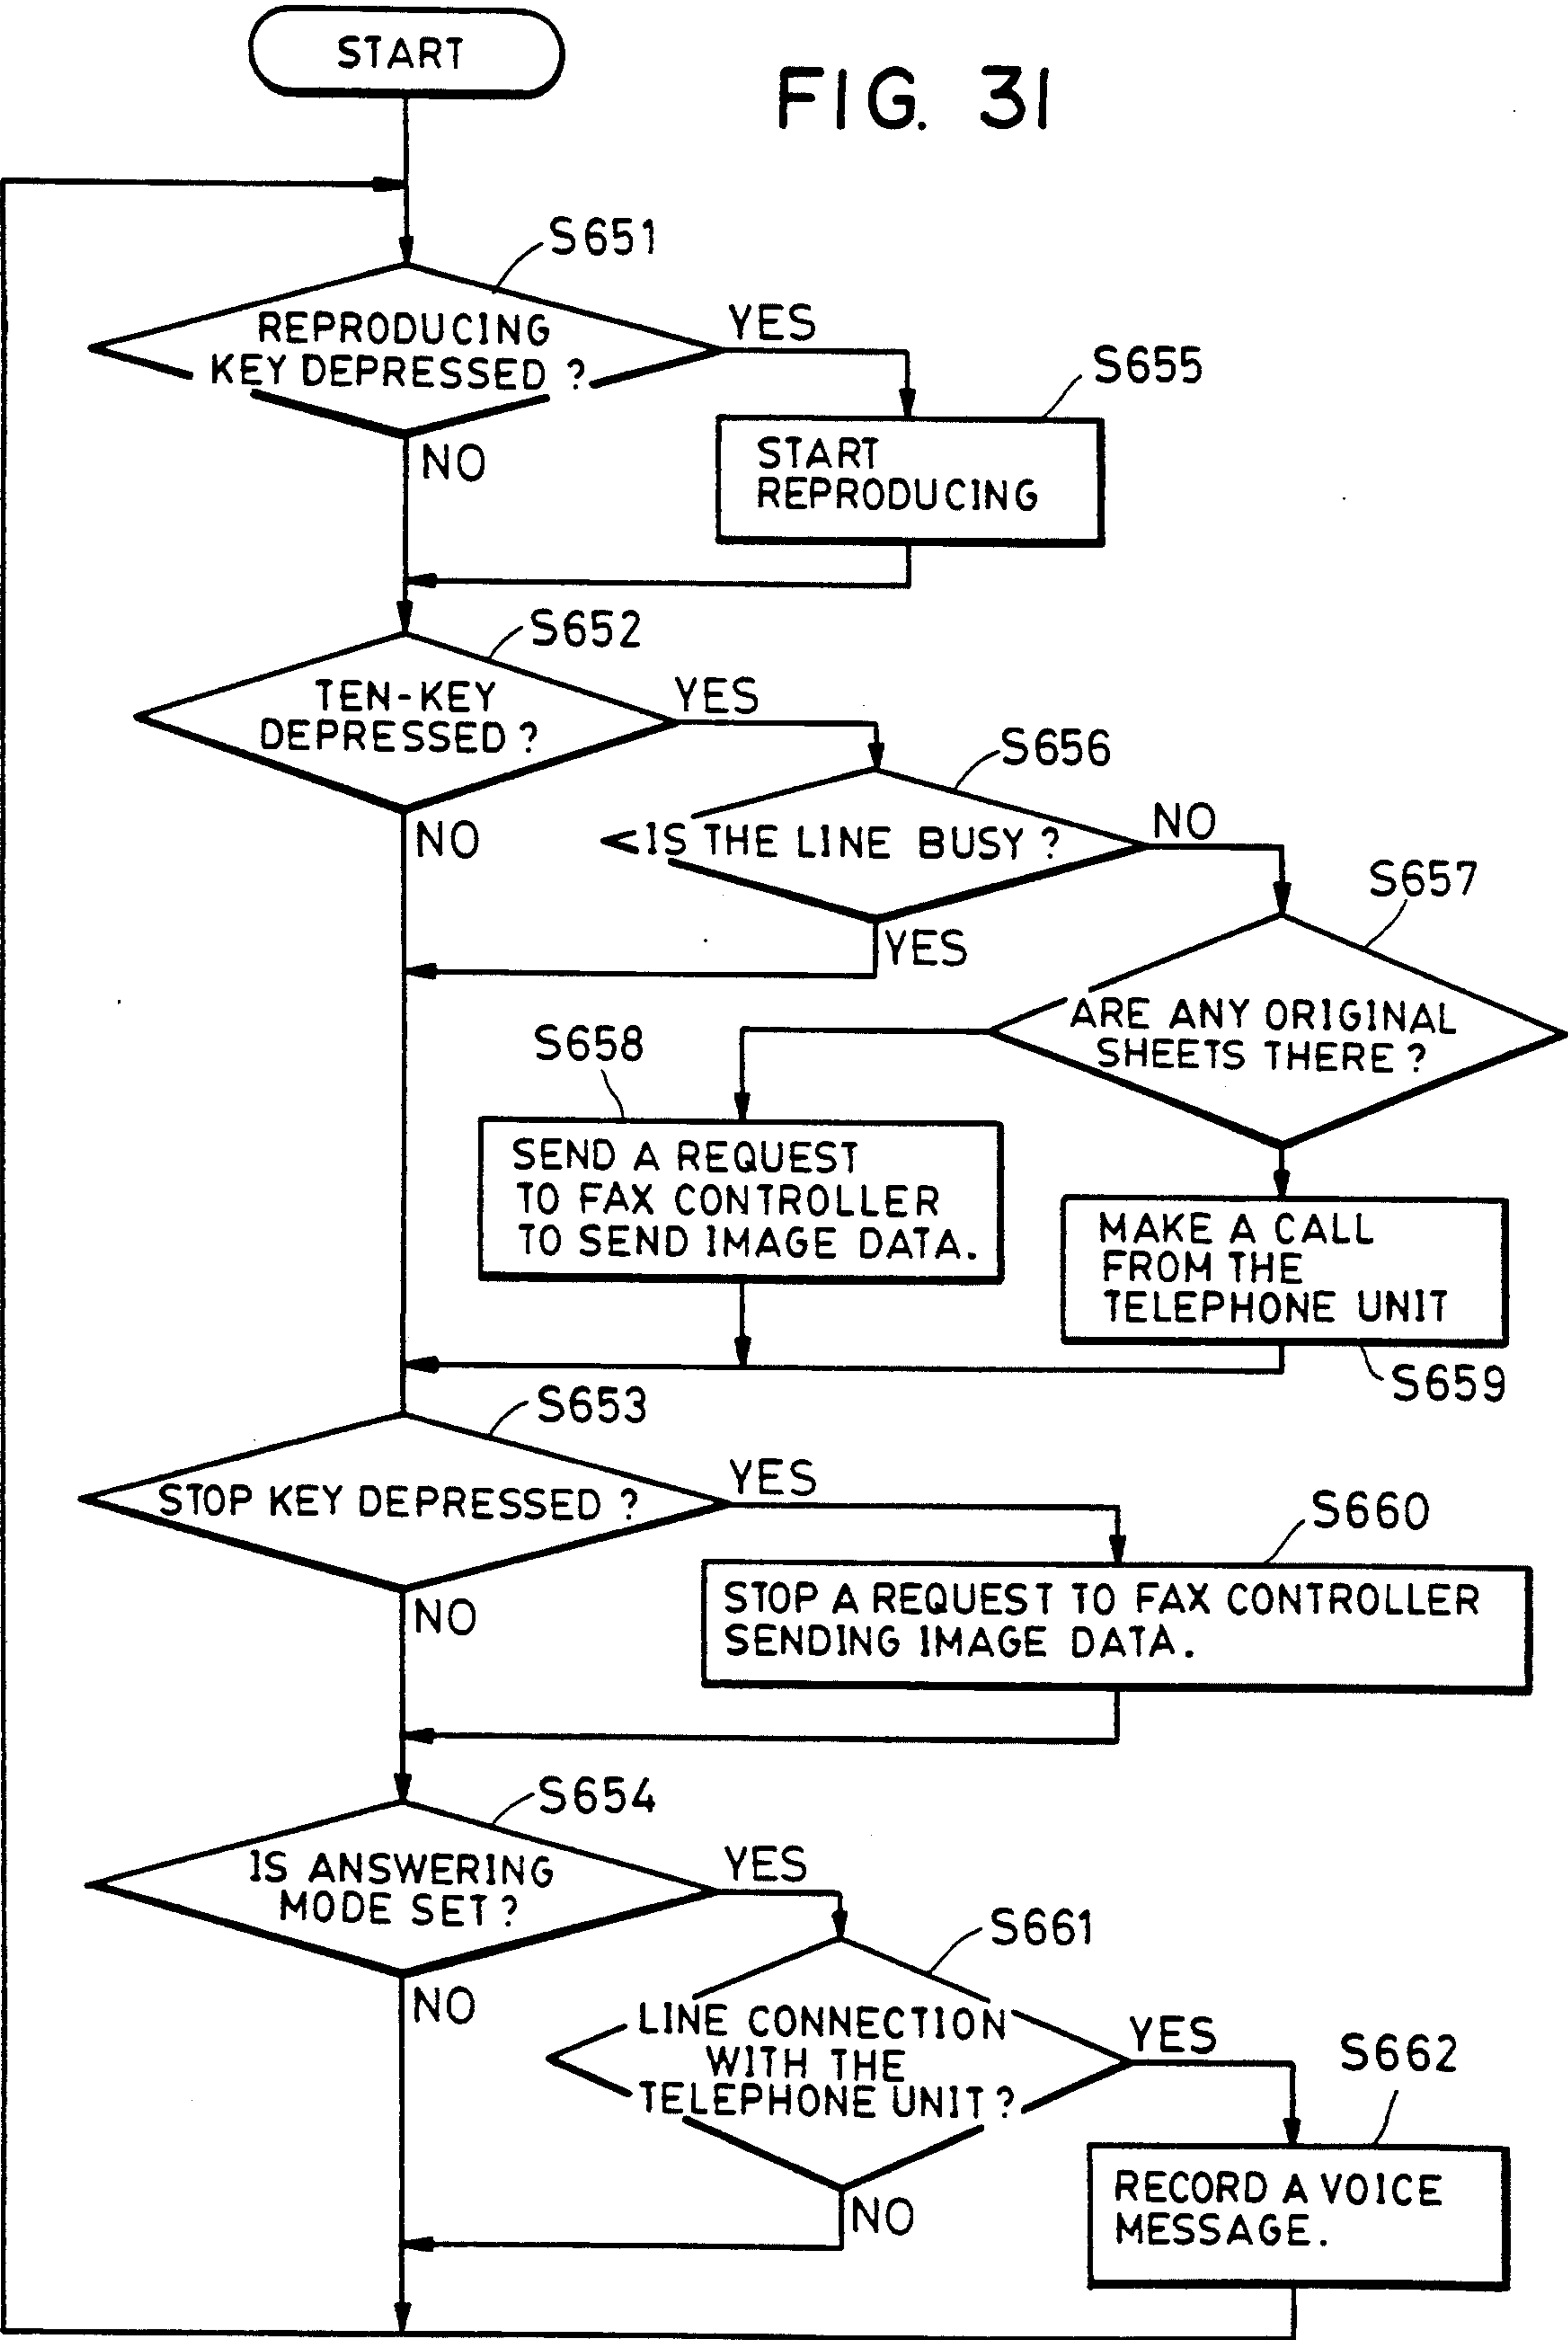 START
FIG. 31
S651
REPRODUCING
KEY DEPRESSED ?
YES
NO
S655
START
REPRODUCING
S652
TEN-KEY
DEPRESSED ?
YES
NO
S656
<IS THE LINE BUSY ?
NO
YES
S657
ARE ANY ORIGINAL
SHEETS THERE ?
S658
SEND A REQUEST
TO FAX CONTROLLER
TO SEND IMAGE DATA.
MAKE A CALL
FROM THE
TELEPHONE UNIT
S659
S653
STOP KEY DEPRESSED ?
YES
NO
S660
STOP A REQUEST TO FAX CONTROLLER
SENDING IMAGE DATA.
S654
IS ANSWERING
MODE SET ?
YES
NO
S661
LINE CONNECTION
WITH THE
TELEPHONE UNIT ?
YES
NO
S662
RECORD A VOICE
MESSAGE.